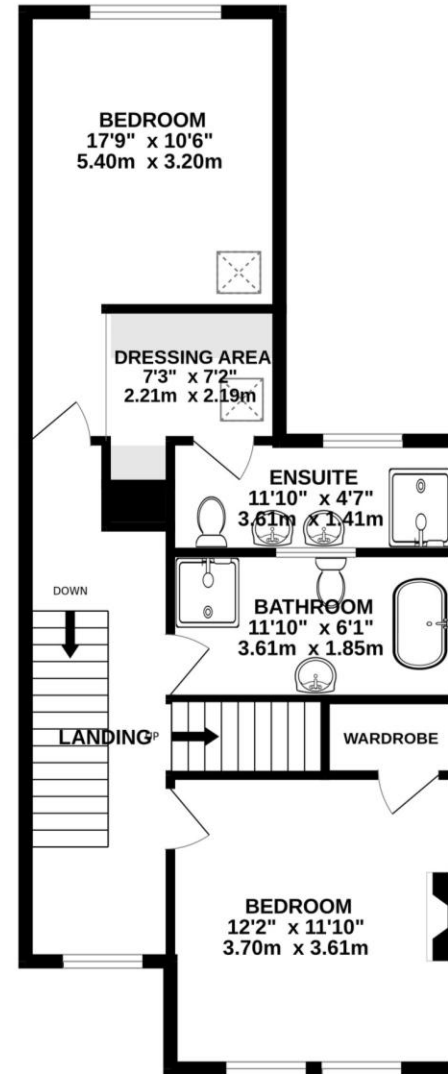 BEDROOM
17'9" x 10'6"
5.40m x 3.20m
DRESSING AREA
7'3" x 7'2"
2.21m x 2.19m
ENSUITE
11'10" x 4'7"
3.61m x 1.41m
DOWN
BATHROOM
11'10" x 6'1"
3.61m x 1.85m
LANDING
UP
WARDROBE
BEDROOM
12'2" x 11'10"
3.70m x 3.61m